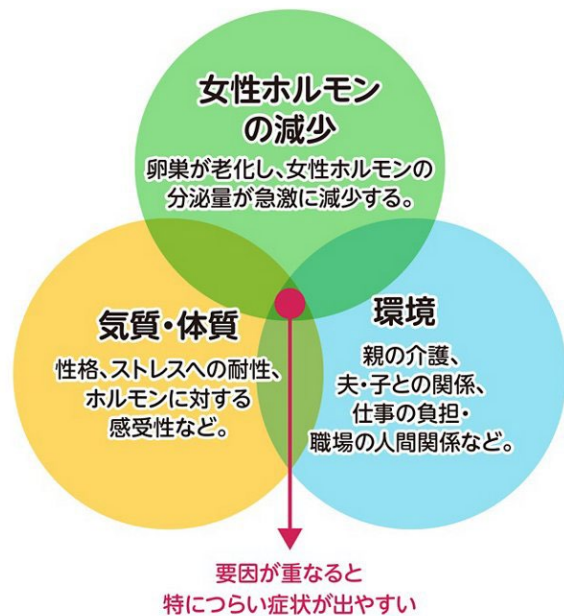 女性ホルモン
の減少
卵巣が老化し、女性ホルモンの
分泌量が急激に減少する。
気質・体質
性格、ストレスへの耐性、
ホルモンに対する
感受性など。
環境
親の介護、
夫・子との関係、
仕事の負担・
職場の人間関係など。
要因が重なると
特につらい症状が出やすい